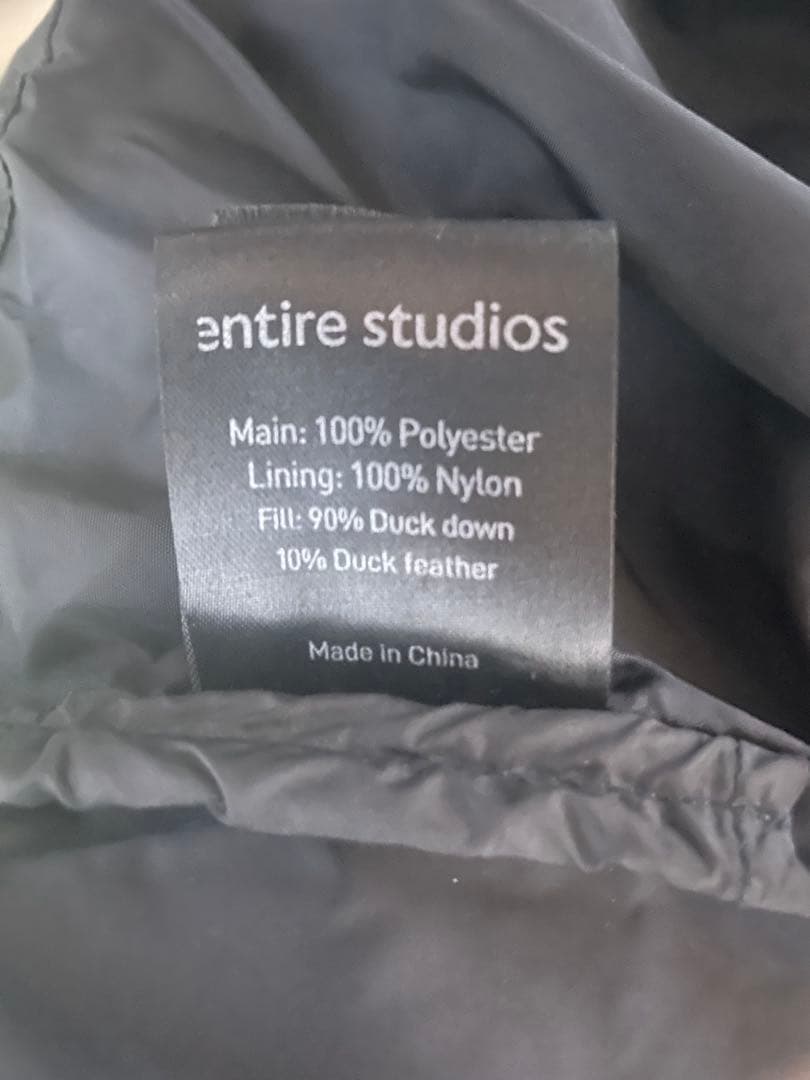 entire studios
Main: 100% Polyester
Lining: 100% Nylon
Fill: 90% Duck down
10% Duck feather
Made in China